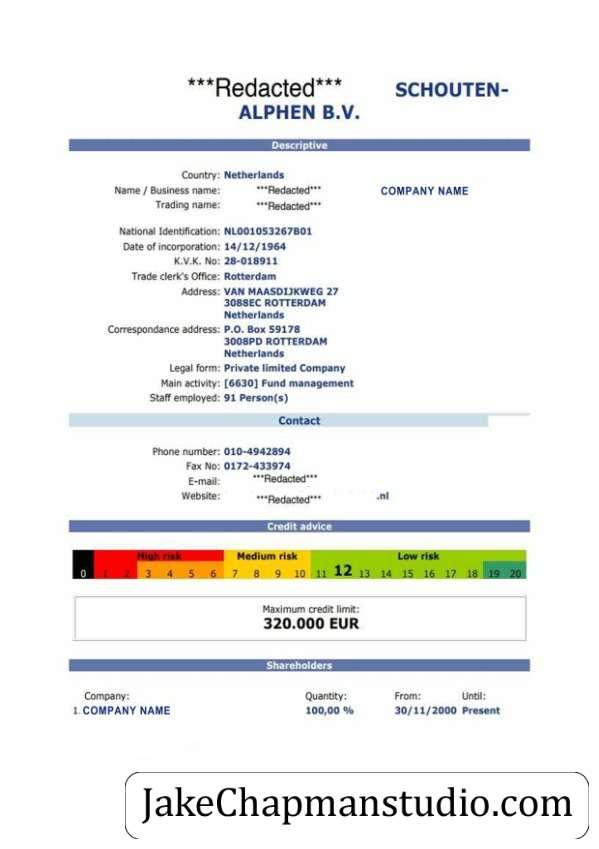 ***Redacted*** SCHOUTEN-
ALPHEN B.V.
Descriptive
Country: Netherlands
Name / Business name: ***Redacted*** COMPANY NAME
Trading name: ***Redacted***
National Identification: NL001053267B01
Date of incorporation: 14/12/1964
K.V.K. No: 28-018911
Trade clerk's Office: Rotterdam
Address: VAN MAASDIJKWEG 27
3088EC ROTTERDAM
Netherlands
Correspondance address: P.O. Box 59178
3008PD ROTTERDAM
Netherlands
Legal form: Private limited Company
Main activity: [6630] Fund management
Staff employed: 91 Person(s)
Contact
Phone number: 010-4942894
Fax No: 0172-433974
E-mail: ***Redacted***
Website: ***Redacted*** .nl
Credit advice
High risk Medium risk Low risk
0 1 2 3 4 5 6 7 8 9 10 11 12 13 14 15 16 17 18 19 20
Maximum credit limit:
320.000 EUR
Shareholders
Company: Quantity: From: Until:
1. COMPANY NAME 100,00 % 30/11/2000 Present
JakeChapmanstudio.com